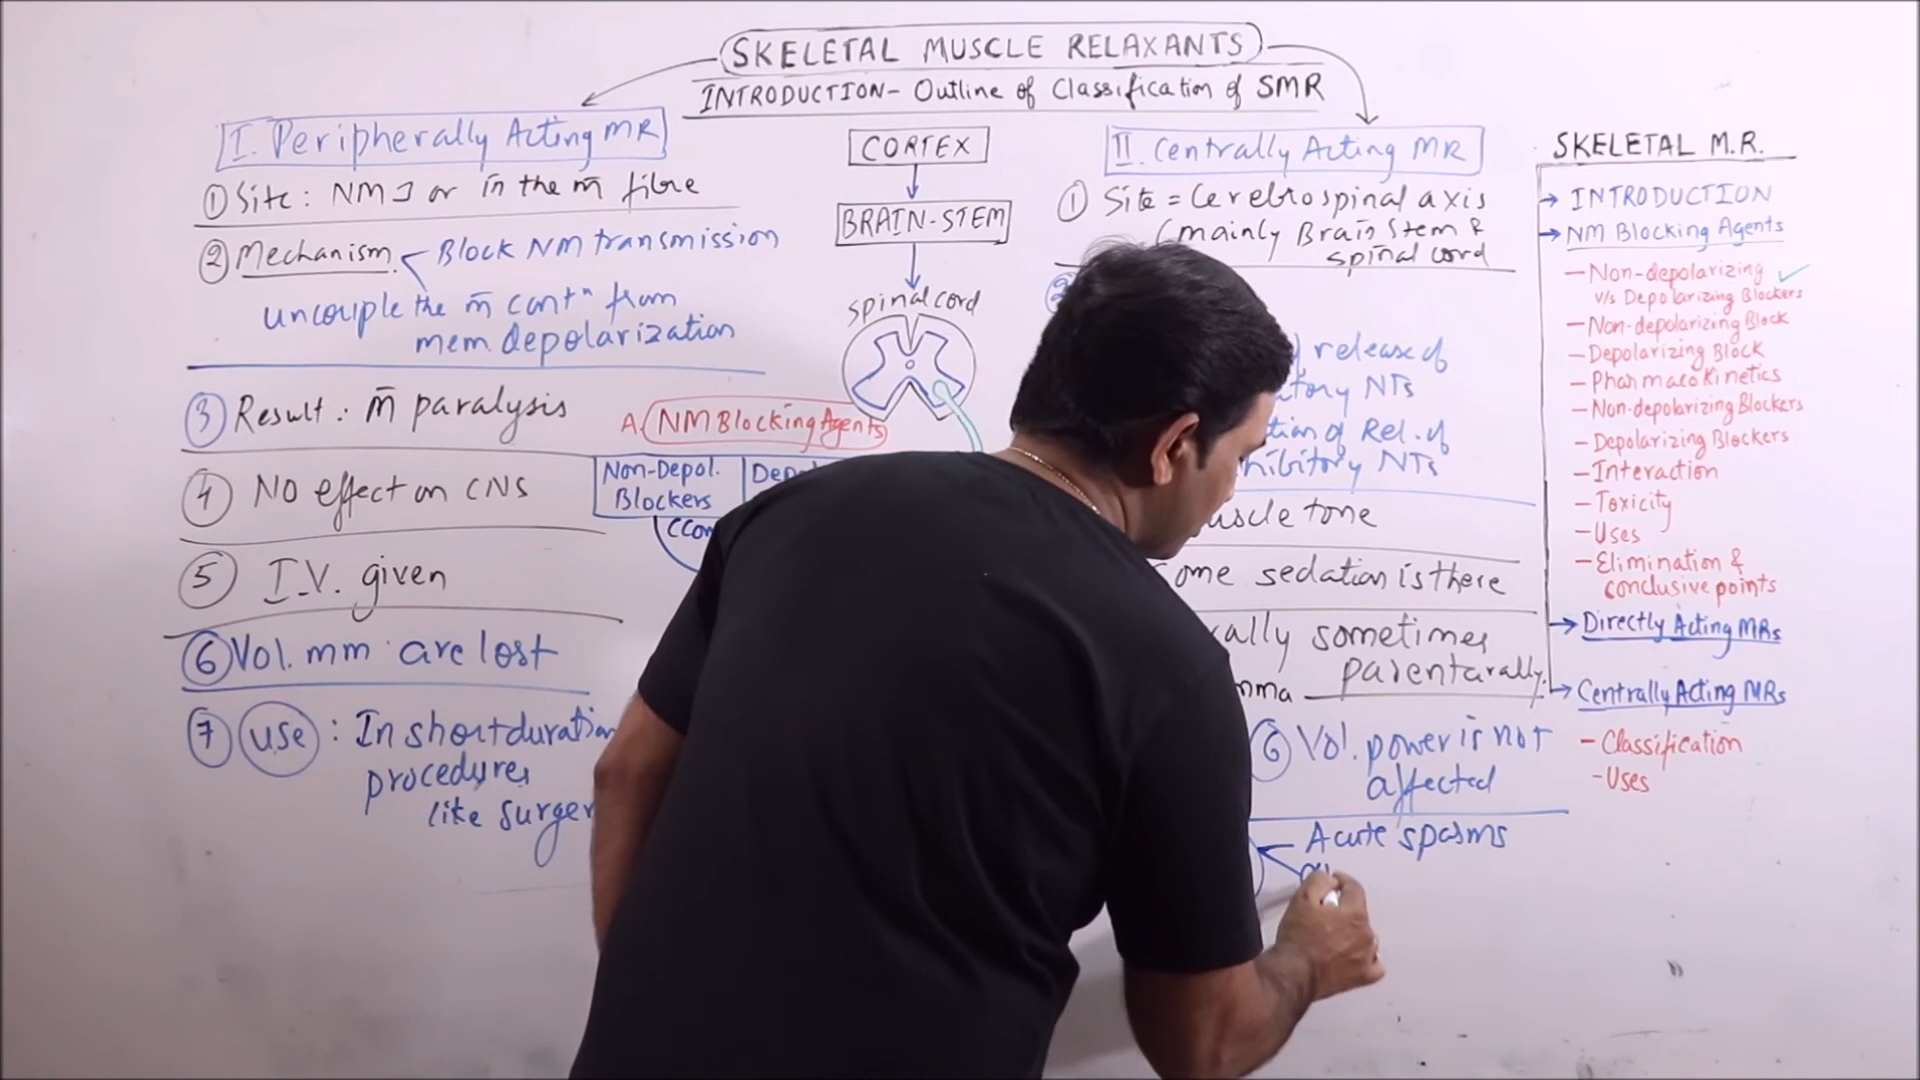 SKELETAL MUSCLE RELAXANTS
INTRODUCTION- Outline of Classification of SMR
I. Peripherally Acting MR
① Site: NMJ or in the m̄ fibre
② Mechanism
Block NM transmission
uncouple the m̄ contⁿ from
mem. depolarization
③ Result: m̄ paralysis
④ NO effect on CNS
⑤ I.V. given
⑥ Vol. mm are lost
⑦ use : In short duration
procedures
like surger
CORTEX
BRAIN-STEM
spinal cord
A. NM Blocking Agents
Non-Depol.
Blockers
II. Centrally Acting MR
① Site = Cerebrospinal axis
(mainly Brain Stem &
spinal cord
release of
NTs
of Rel. of
NTs
tone
sedation is there
sometimes
parentarally.
⑥ Vol. power is not
affected
Acute spasms
SKELETAL M.R.
→ INTRODUCTION
→ NM Blocking Agents
- Non-depolarizing ✓
v/s Depolarizing Blockers
- Non-depolarizing Block
- Depolarizing Block
- Pharmacokinetics
- Non-depolarizing Blockers
- Depolarizing Blockers
- Interaction
- Toxicity
- Uses
- Elimination &
conclusive points
→ Directly Acting MRs
→ Centrally Acting MRs
- Classification
- Uses